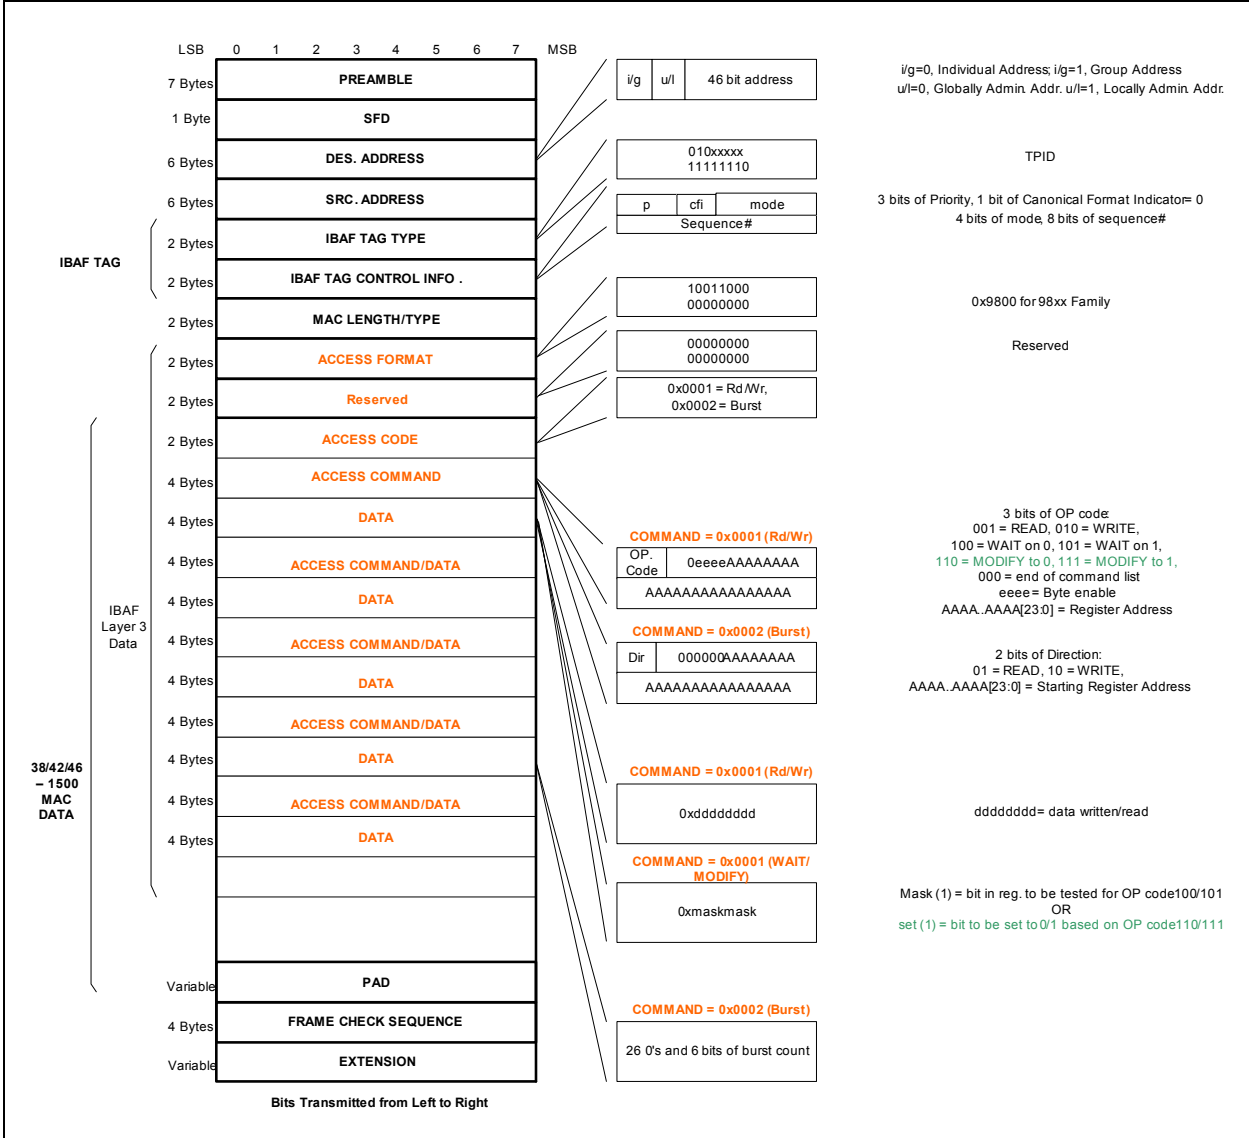 LSB 0 1 2 3 4 5 6 7 MSB
7 Bytes PREAMBLE
i/g u/l 46 bit address
i/g=0, Individual Address; i/g=1, Group Address
u/l=0, Globally Admin. Addr. u/l=1, Locally Admin. Addr.
1 Byte SFD
6 Bytes DES. ADDRESS
010xxxxx
11111110
TPID
6 Bytes SRC. ADDRESS
p cfi mode
Sequence#
3 bits of Priority, 1 bit of Canonical Format Indicator= 0
4 bits of mode, 8 bits of sequence#
IBAF TAG
2 Bytes IBAF TAG TYPE
2 Bytes IBAF TAG CONTROL INFO .
10011000
00000000
0x9800 for 98xx Family
2 Bytes MAC LENGTH/TYPE
2 Bytes ACCESS FORMAT
00000000
00000000
Reserved
2 Bytes Reserved
0x0001 = Rd/Wr,
0x0002 = Burst
2 Bytes ACCESS CODE
4 Bytes ACCESS COMMAND
4 Bytes DATA
COMMAND = 0x0001 (Rd/Wr)
OP.
Code
0eeeeAAAAAAAA
AAAAAAAAAAAAAAAA
3 bits of OP code:
001 = READ, 010 = WRITE,
100 = WAIT on 0, 101 = WAIT on 1,
110 = MODIFY to 0, 111 = MODIFY to 1,
000 = end of command list
eeee = Byte enable
AAAA..AAAA[23:0] = Register Address
4 Bytes ACCESS COMMAND/DATA
4 Bytes DATA
IBAF
Layer 3
Data
COMMAND = 0x0002 (Burst)
Dir 000000AAAAAAAA
AAAAAAAAAAAAAAAA
2 bits of Direction:
01 = READ, 10 = WRITE,
AAAA..AAAA[23:0] = Starting Register Address
4 Bytes ACCESS COMMAND/DATA
4 Bytes DATA
4 Bytes ACCESS COMMAND/DATA
4 Bytes DATA
38/42/46
– 1500
MAC
DATA
COMMAND = 0x0001 (Rd/Wr)
0xdddddddd
dddddddd= data written/read
4 Bytes ACCESS COMMAND/DATA
4 Bytes DATA
COMMAND = 0x0001 (WAIT/
MODIFY)
0xmaskmask
Mask (1) = bit in reg. to be tested for OP code100/101
OR
set (1) = bit to be set to 0/1 based on OP code110/111
Variable PAD
4 Bytes FRAME CHECK SEQUENCE
COMMAND = 0x0002 (Burst)
26 0's and 6 bits of burst count
Variable EXTENSION
Bits Transmitted from Left to Right